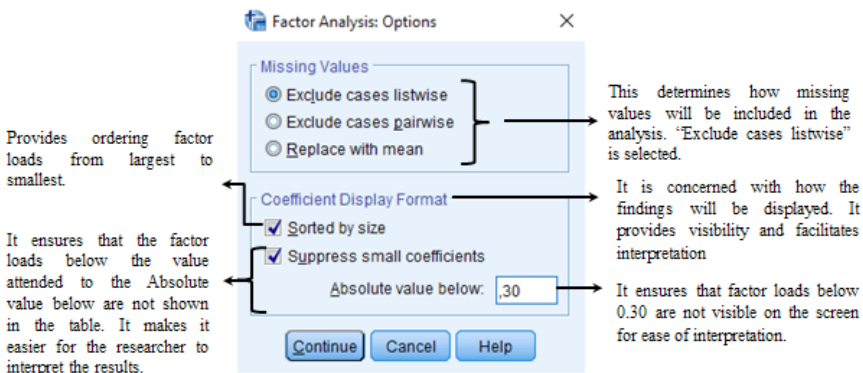 Factor Analysis: Options
Missing Values
Exclude cases listwise
Exclude cases pairwise
Replace with mean
This determines how missing
values will be included in the
analysis. “Exclude cases listwise”
is selected.
Provides ordering factor
loads from largest to
smallest.
Coefficient Display Format
Sorted by size
Suppress small coefficients
Absolute value below: ,30
It is concerned with how the
findings will be displayed. It
provides visibility and facilitates
interpretation
It ensures that the factor
loads below the value
attended to the Absolute
value below are not shown
in the table. It makes it
easier for the researcher to
interpret the results.
It ensures that factor loads below
0.30 are not visible on the screen
for ease of interpretation.
Continue Cancel Help